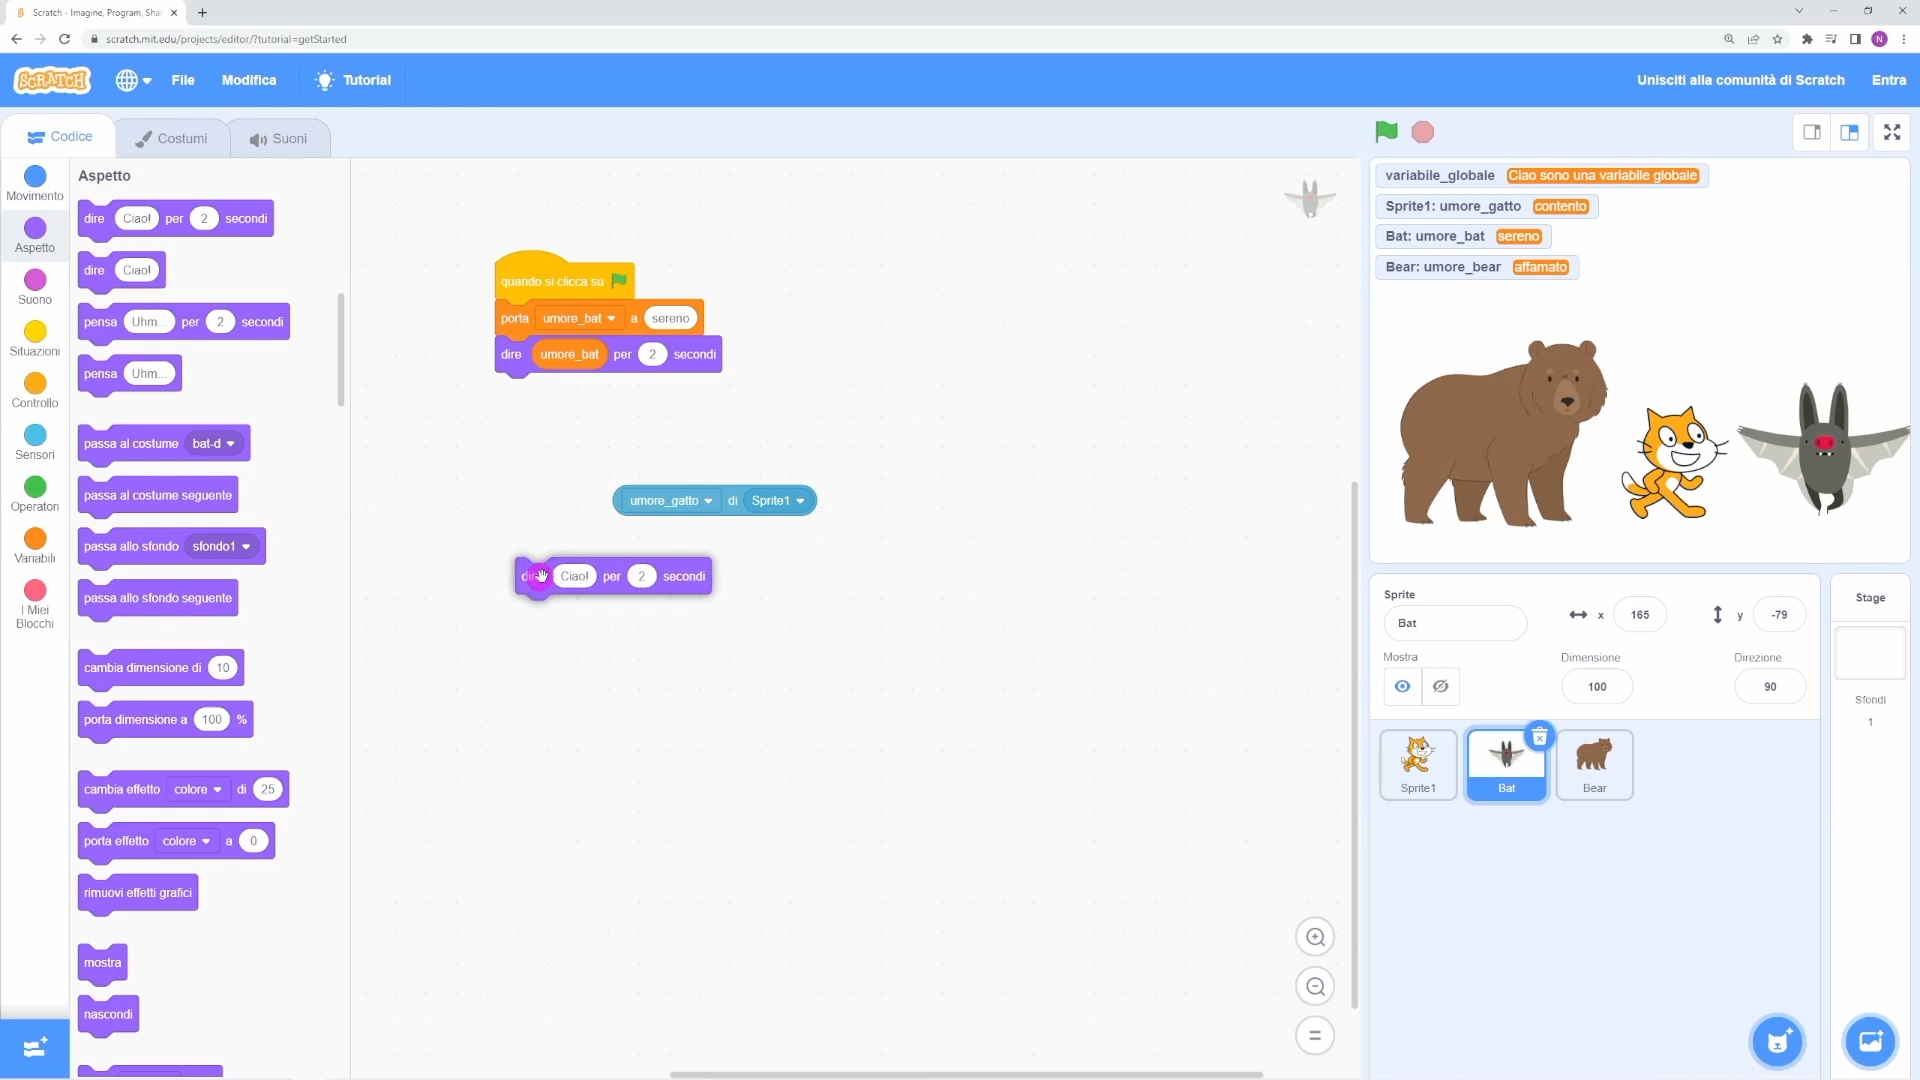 Scratch - Imagine, Program, Sha
scratch.mit.edu/projects/editor/?tutorial=getStarted
N
SCRATCH
File
Modifica
Tutorial
Unisciti alla comunità di Scratch
Entra
Codice
Costumi
Suoni
Movimento
Aspetto
Suono
Situazioni
Controllo
Sensori
Operatori
Variabili
I Miei
Blocchi
Aspetto
dire Ciao! per 2 secondi
dire Ciao!
pensa Uhm... per 2 secondi
pensa Uhm...
passa al costume bat-d
passa al costume seguente
passa allo sfondo sfondo1
passa allo sfondo seguente
cambia dimensione di 10
porta dimensione a 100 %
cambia effetto colore di 25
porta effetto colore a 0
rimuovi effetti grafici
mostra
nascondi
quando si clicca su
porta umore_bat a sereno
dire umore_bat per 2 secondi
umore_gatto di Sprite1
Ciao! per 2 secondi
variabile_globale Ciao sono una variabile globale
Sprite1: umore_gatto contento
Bat: umore_bat sereno
Bear: umore_bear affamato
Sprite
Bat
x 165
y -79
Mostra
Dimensione
100
Direzione
90
Sprite1
Bat
Bear
Stage
Sfondi
1